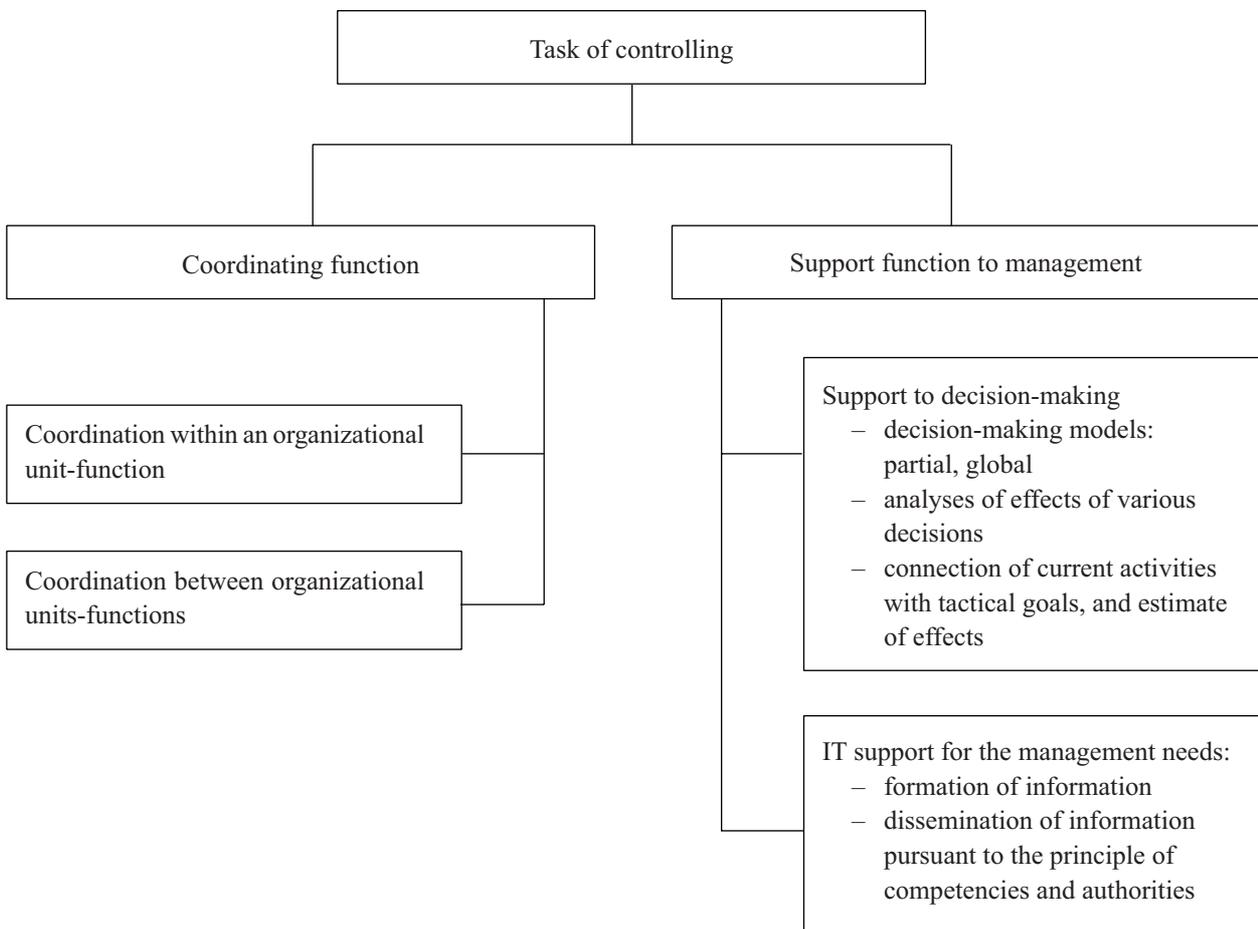 Task of controlling
Coordinating function
Support function to management
Coordination within an organizational
unit-function
Coordination between organizational
units-functions
Support to decision-making
– decision-making models:
partial, global
– analyses of effects of various
decisions
– connection of current activities
with tactical goals, and estimate
of effects
IT support for the management needs:
– formation of information
– dissemination of information
pursuant to the principle of
competencies and authorities